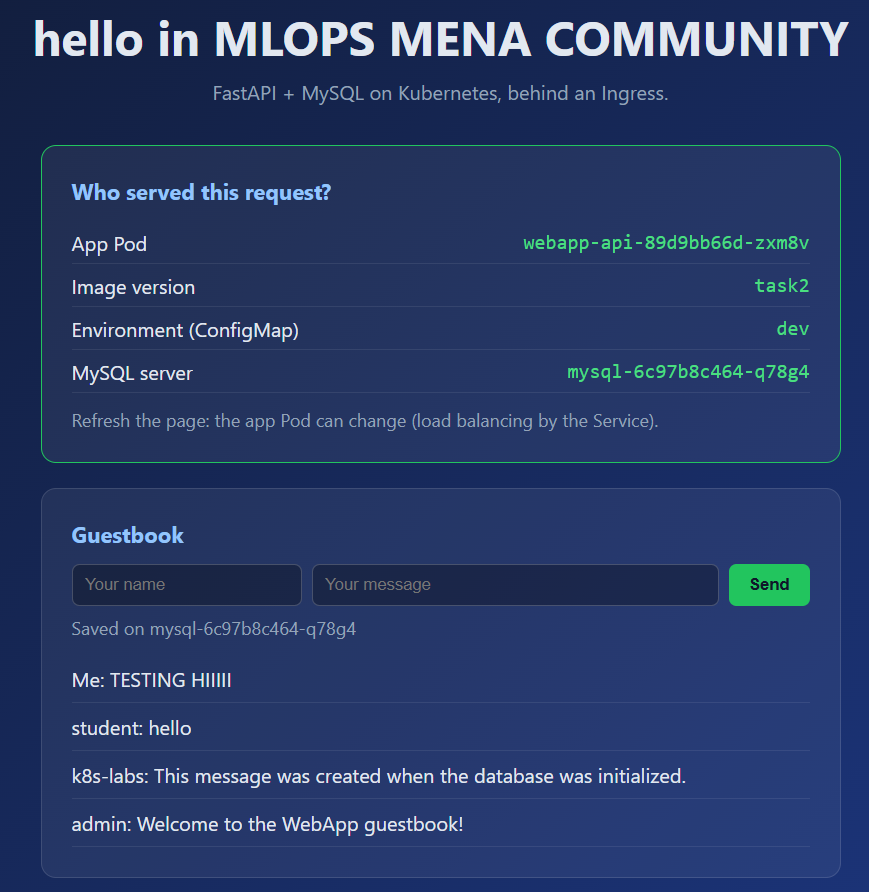 hello in MLOPS MENA COMMUNITY
FastAPI + MySQL on Kubernetes, behind an Ingress.
Who served this request?
App Pod webapp-api-89d9bb66d-zxm8v
Image version task2
Environment (ConfigMap) dev
MySQL server mysql-6c97b8c464-q78g4
Refresh the page: the app Pod can change (load balancing by the Service).
Guestbook
Your name Your message Send
Saved on mysql-6c97b8c464-q78g4
Me: TESTING HIIIII
student: hello
k8s-labs: This message was created when the database was initialized.
admin: Welcome to the WebApp guestbook!